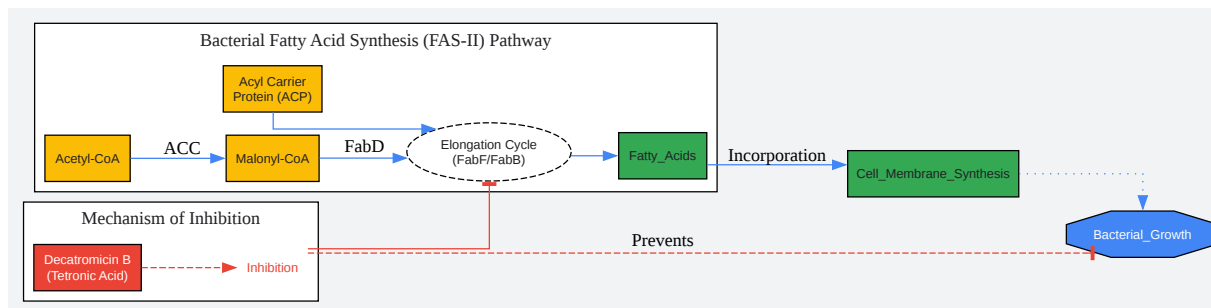 Bacterial Fatty Acid Synthesis (FAS-II) Pathway
Acyl Carrier
Protein (ACP)
Acetyl-CoA
ACC
Malonyl-CoA
FabD
Elongation Cycle
(FabF/FabB)
Fatty_Acids
Incorporation
Cell_Membrane_Synthesis
Mechanism of Inhibition
Decatromicin B
(Tetronic Acid)
Inhibition
Prevents
Bacterial_Growth